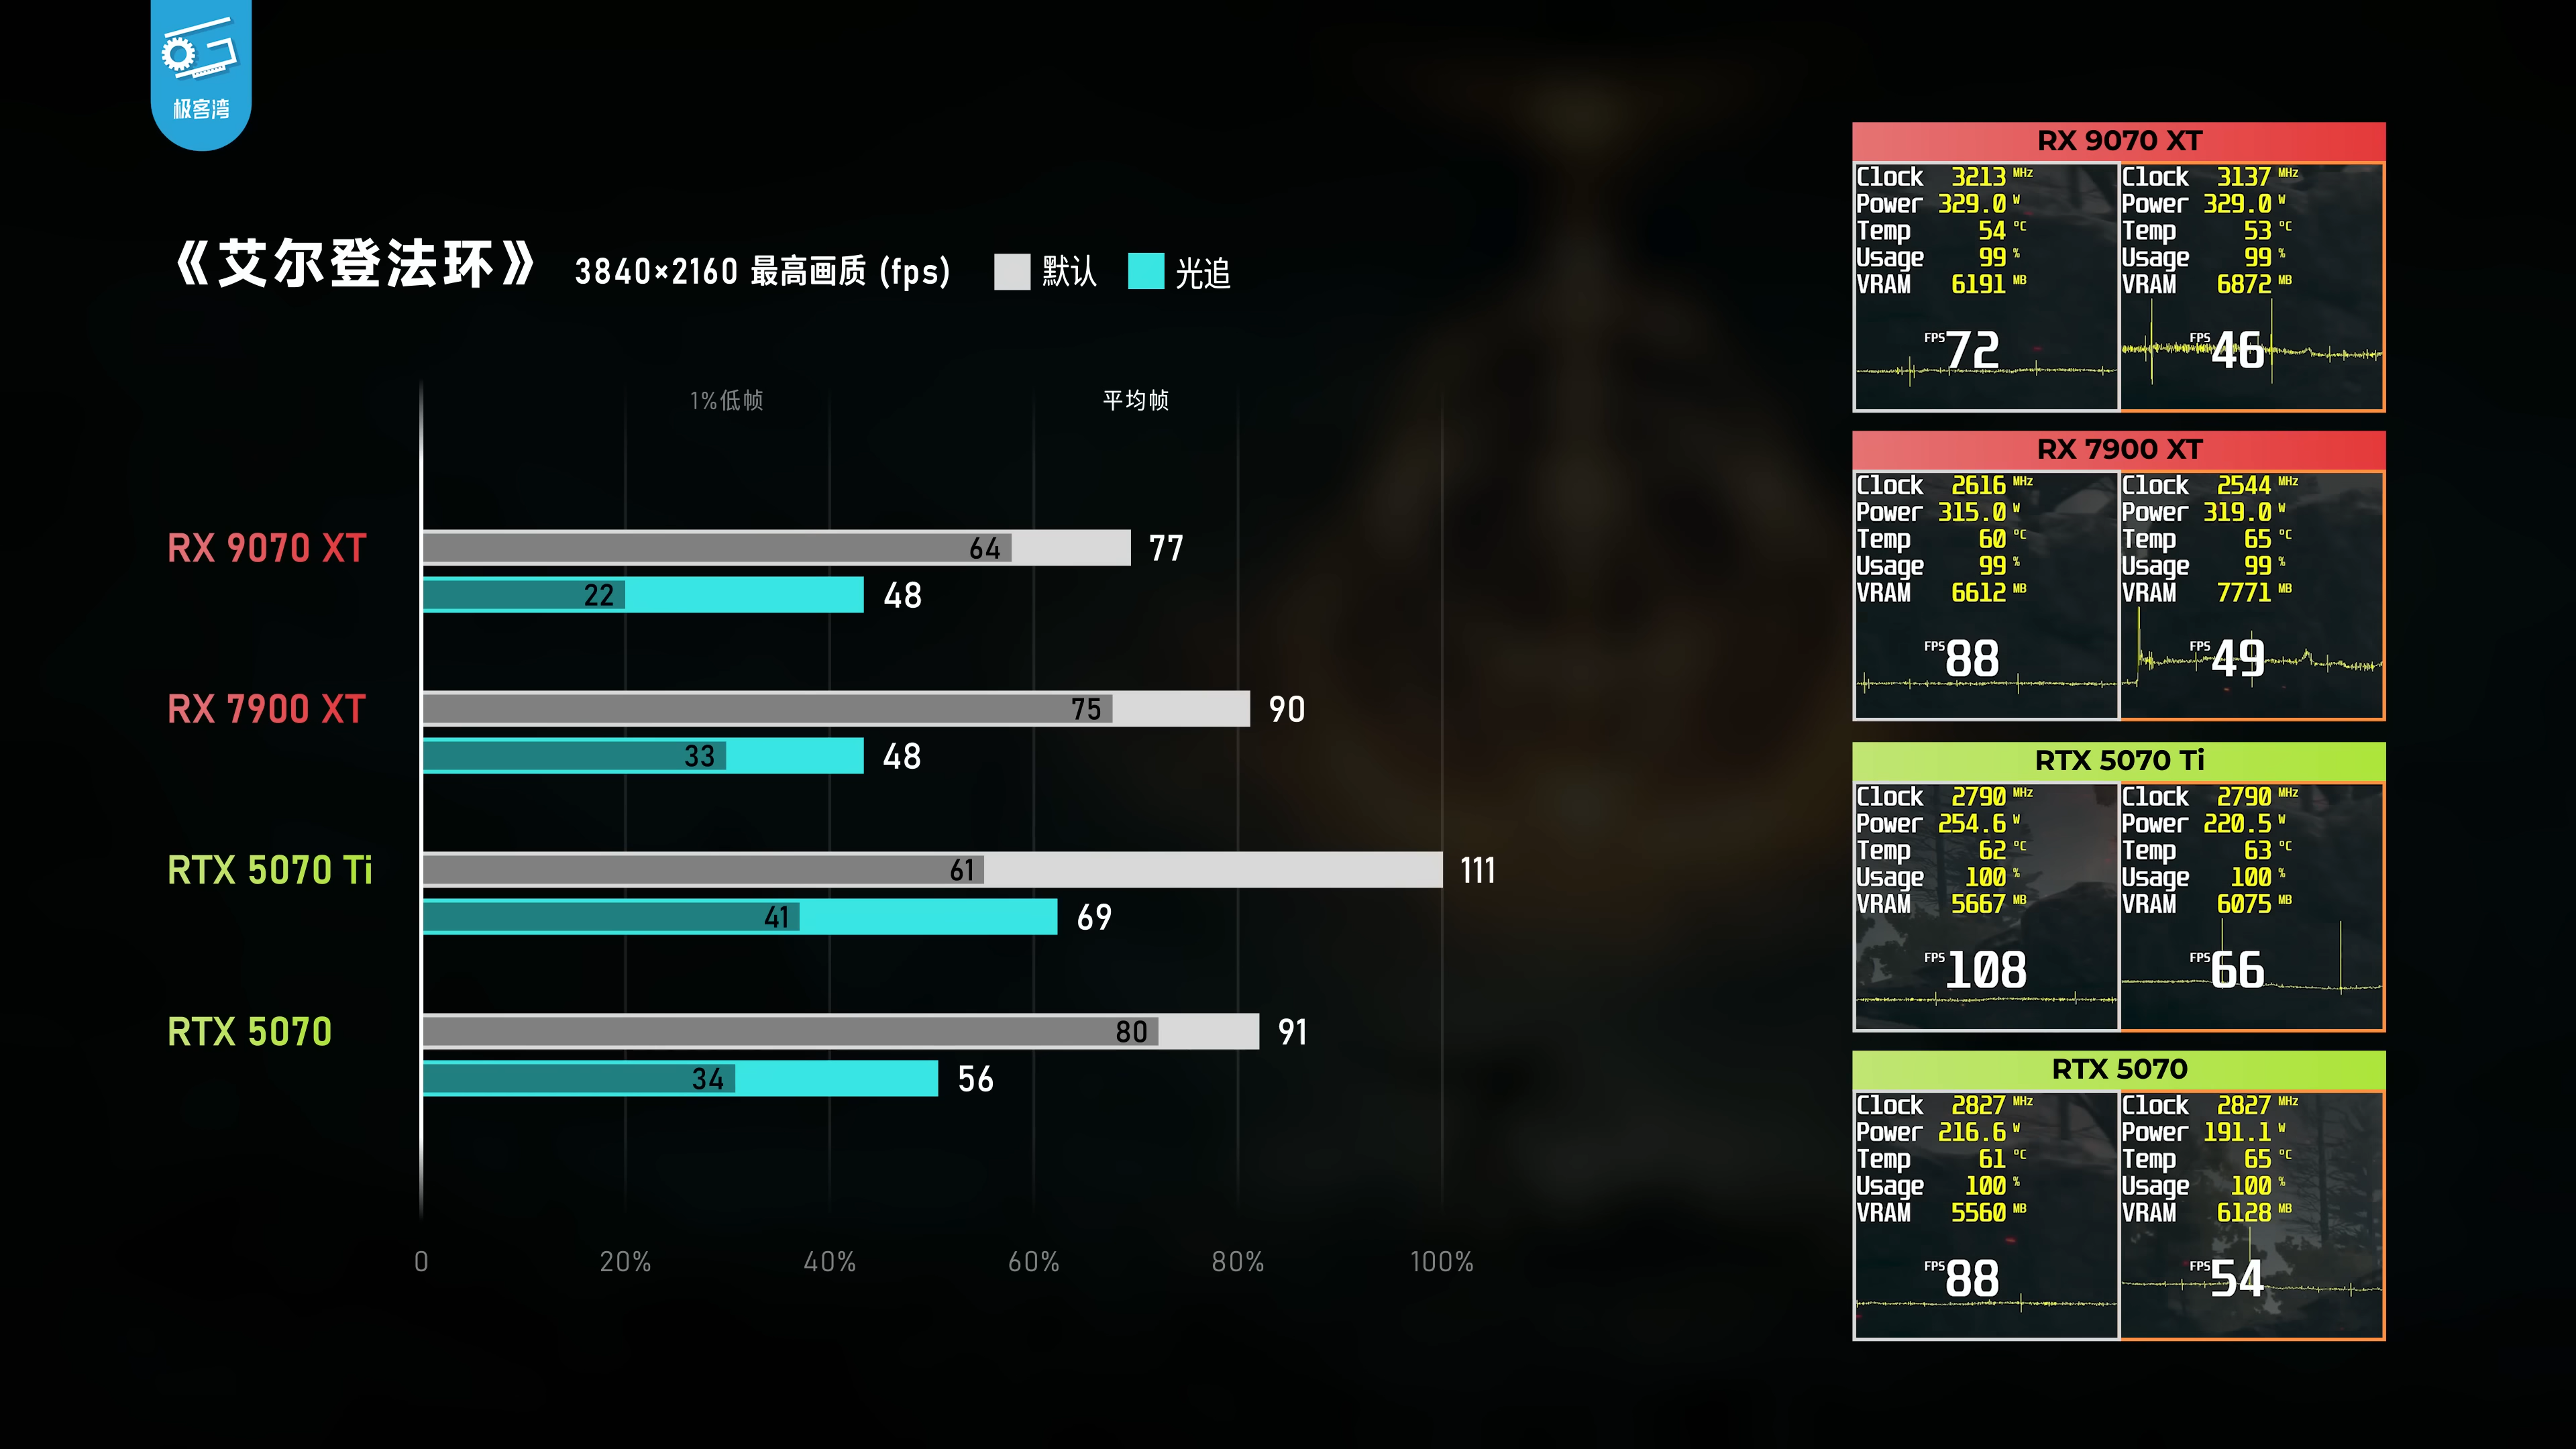 极客湾
《艾尔登法环》 3840×2160 最高画质 (fps) 默认 光追
1%低帧 平均帧
RX 9070 XT 64 77
22 48
RX 7900 XT 75 90
33 48
RTX 5070 Ti 61 111
41 69
RTX 5070 80 91
34 56
0 20% 40% 60% 80% 100%
RX 9070 XT
Clock 3213 MHz Clock 3137 MHz
Power 329.0 W Power 329.0 W
Temp 54 °C Temp 53 °C
Usage 99 % Usage 99 %
VRAM 6191 MB VRAM 6872 MB
FPS 72 FPS 46
RX 7900 XT
Clock 2616 MHz Clock 2544 MHz
Power 315.0 W Power 319.0 W
Temp 60 °C Temp 65 °C
Usage 99 % Usage 99 %
VRAM 6612 MB VRAM 7771 MB
FPS 88 FPS 49
RTX 5070 Ti
Clock 2790 MHz Clock 2790 MHz
Power 254.6 W Power 220.5 W
Temp 62 °C Temp 63 °C
Usage 100 % Usage 100 %
VRAM 5667 MB VRAM 6075 MB
FPS 108 FPS 66
RTX 5070
Clock 2827 MHz Clock 2827 MHz
Power 216.6 W Power 191.1 W
Temp 61 °C Temp 65 °C
Usage 100 % Usage 100 %
VRAM 5560 MB VRAM 6128 MB
FPS 88 FPS 54